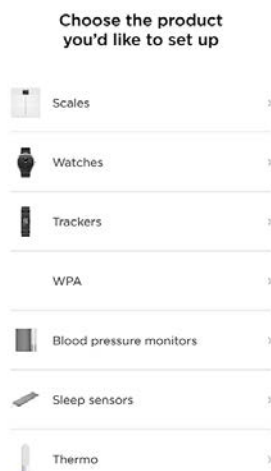 Choose the product
you'd like to set up
Scales
Watches
Trackers
WPA
Blood pressure monitors
Sleep sensors
Thermo